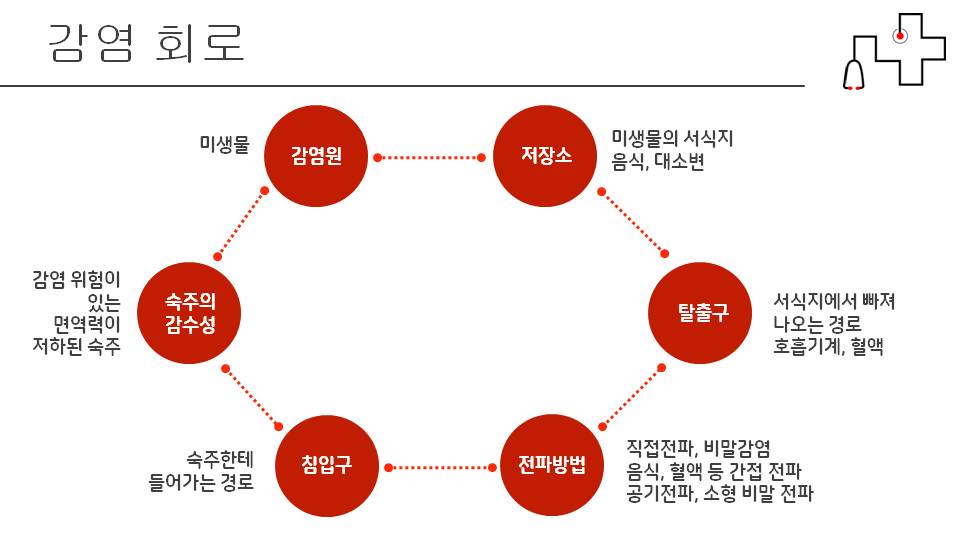 감염 회로
미생물
감염원
저장소
미생물의 서식지
음식, 대소변
감염 위험이
있는
면역력이
저하된 숙주
숙주의
감수성
탈출구
서식지에서 빠져
나오는 경로
호흡기계, 혈액
숙주한테
들어가는 경로
침입구
전파방법
직접전파, 비말감염
음식, 혈액 등 간접 전파
공기전파, 소형 비말 전파